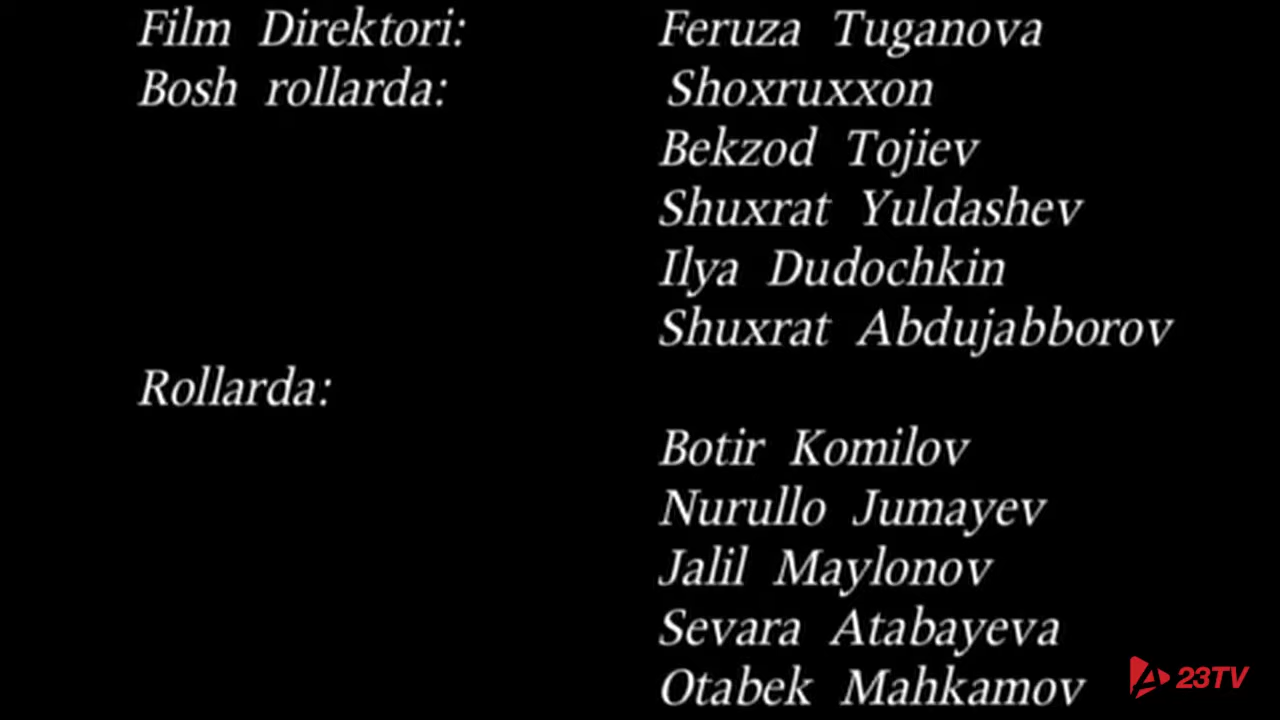 Film Direktori: Feruza Tuganova
Bosh rollarda: Shoxruxxon
Bekzod Tojiev
Shuxrat Yuldashev
Ilya Dudochkin
Shuxrat Abdujabborov
Rollarda:
Botir Komilov
Nurullo Jumayev
Jalil Maylonov
Sevara Atabayeva
Otabek Mahkamov
23TV